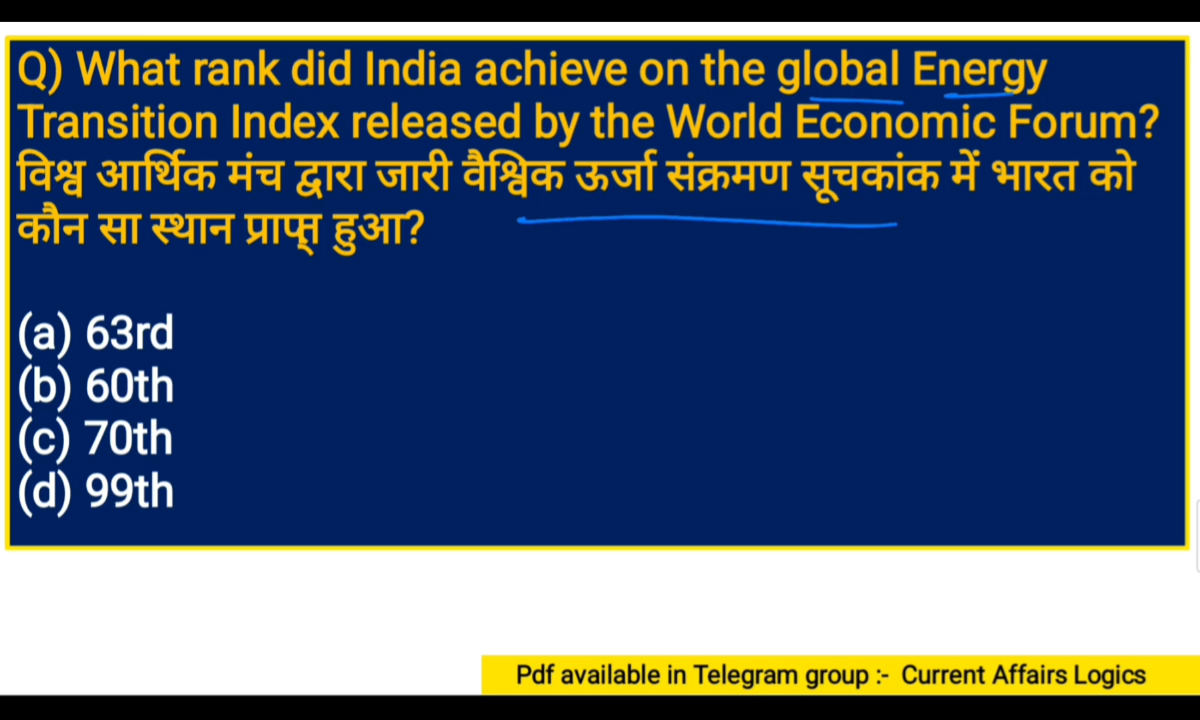 Q) What rank did India achieve on the global Energy
Transition Index released by the World Economic Forum?
विश्व आर्थिक मंच द्वारा जारी वैश्विक ऊर्जा संक्रमण सूचकांक में भारत को
कौन सा स्थान प्राप्त हुआ?
(a) 63rd
(b) 60th
(c) 70th
(d) 99th
Pdf available in Telegram group :- Current Affairs Logics